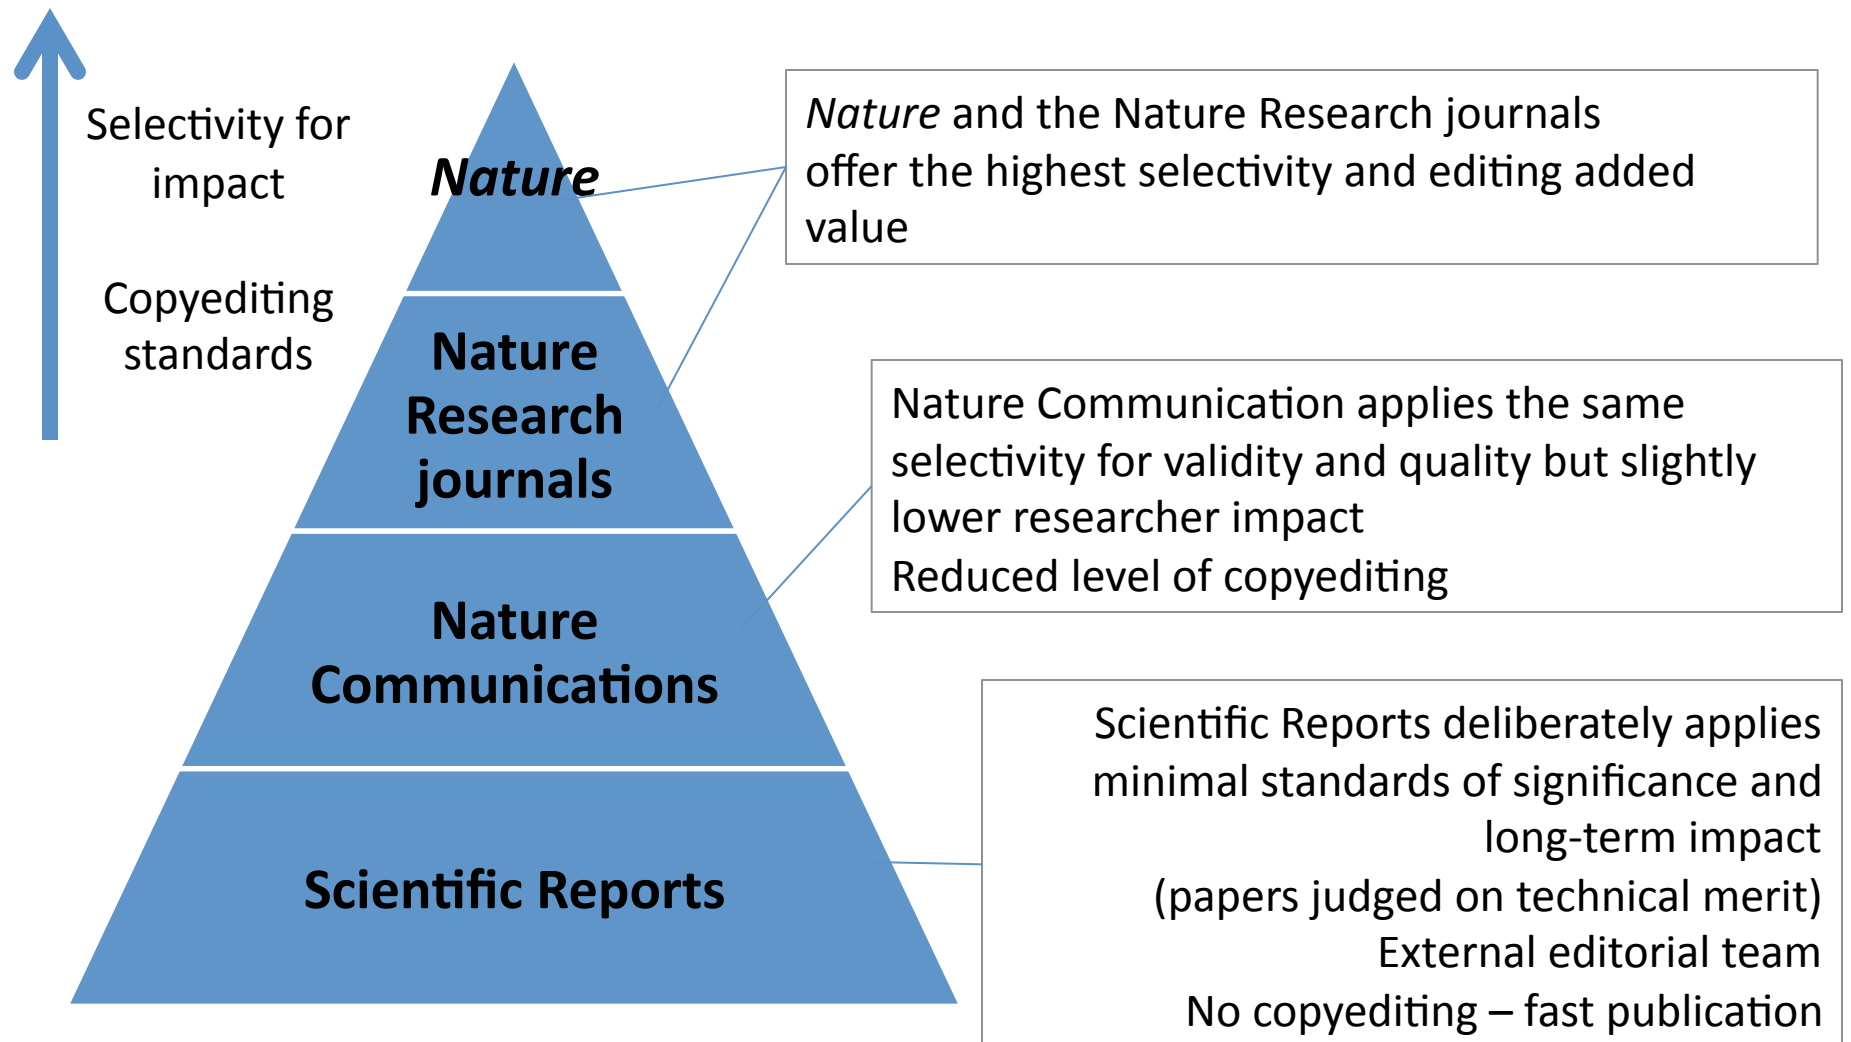 Selectivity for
impact
Copyediting
standards
Nature
Nature
Research
journals
Nature
Communications
Scientific Reports
Nature and the Nature Research journals
offer the highest selectivity and editing added
value
Nature Communication applies the same
selectivity for validity and quality but slightly
lower researcher impact
Reduced level of copyediting
Scientific Reports deliberately applies
minimal standards of significance and
long-term impact
(papers judged on technical merit)
External editorial team
No copyediting – fast publication